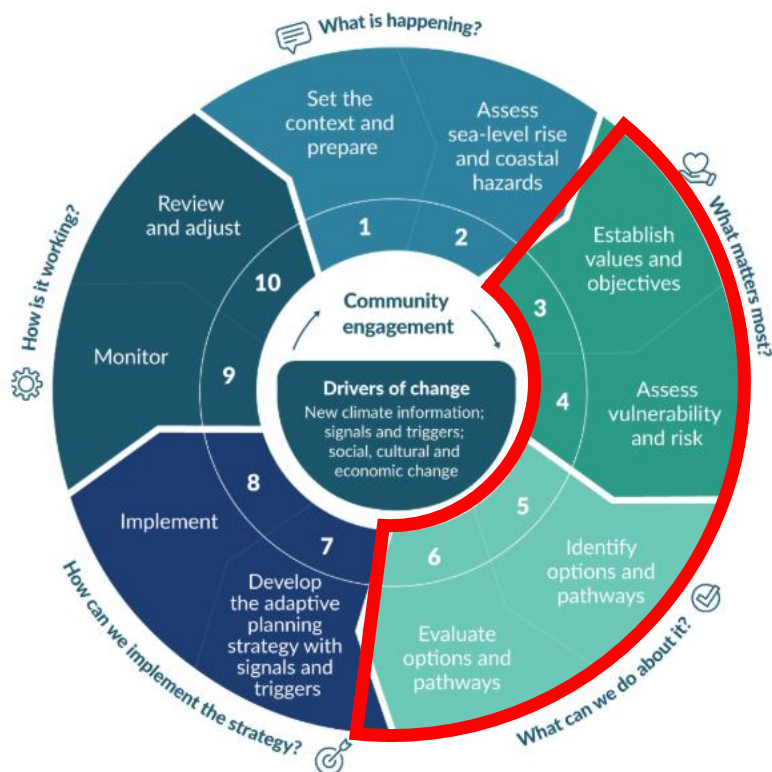 What is happening?
Set the
context and
prepare
1
Assess
sea-level rise
and coastal
hazards
2
What matters most?
Establish
values and
objectives
3
Assess
vulnerability
and risk
4
What can we do about it?
Identify
options and
pathways
5
Evaluate
options and
pathways
6
How can we implement the strategy?
Develop
the adaptive
planning
strategy with
signals and
triggers
7
Implement
8
How is it working?
Monitor
9
Review
and adjust
10
Community
engagement
Drivers of change
New climate information;
signals and triggers;
social, cultural and
economic change